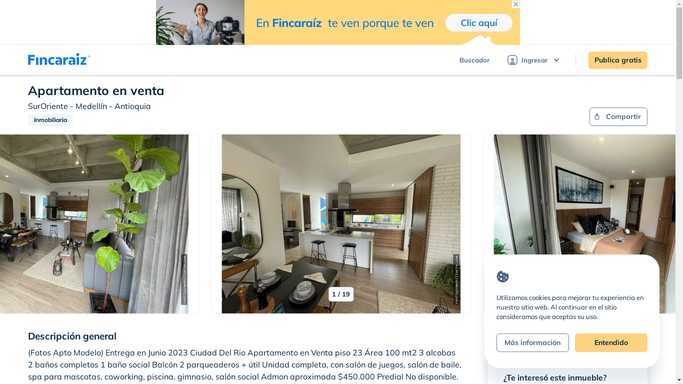 En Fincaraíz te ven porque te ven
Clic aquí
Fincaraiz
Buscador
Ingresar
Publica gratis
Apartamento en venta
SurOriente - Medellín - Antioquia
Inmobiliaria
Compartir
1 / 19
Utilizamos cookies para mejorar tu experiencia en
nuestro sitio web. Al continuar en el sitio
consideramos que aceptas su uso.
Más información
Entendido
Descripción general
(Fotos Apto Modelo) Entrega en Junio 2023 Ciudad Del Rio Apartamento en Venta piso 23 Área 100 mt2 3 alcobas
2 baños completos 1 baño social Balcón 2 parqueaderos + útil Unidad completa, con salón de juegos, salón de baile,
spa para mascotas, coworking, piscina, gimnasio, salón social Admon aproximada $450.000 Predial No disponible.
¿Te interesó este inmueble?